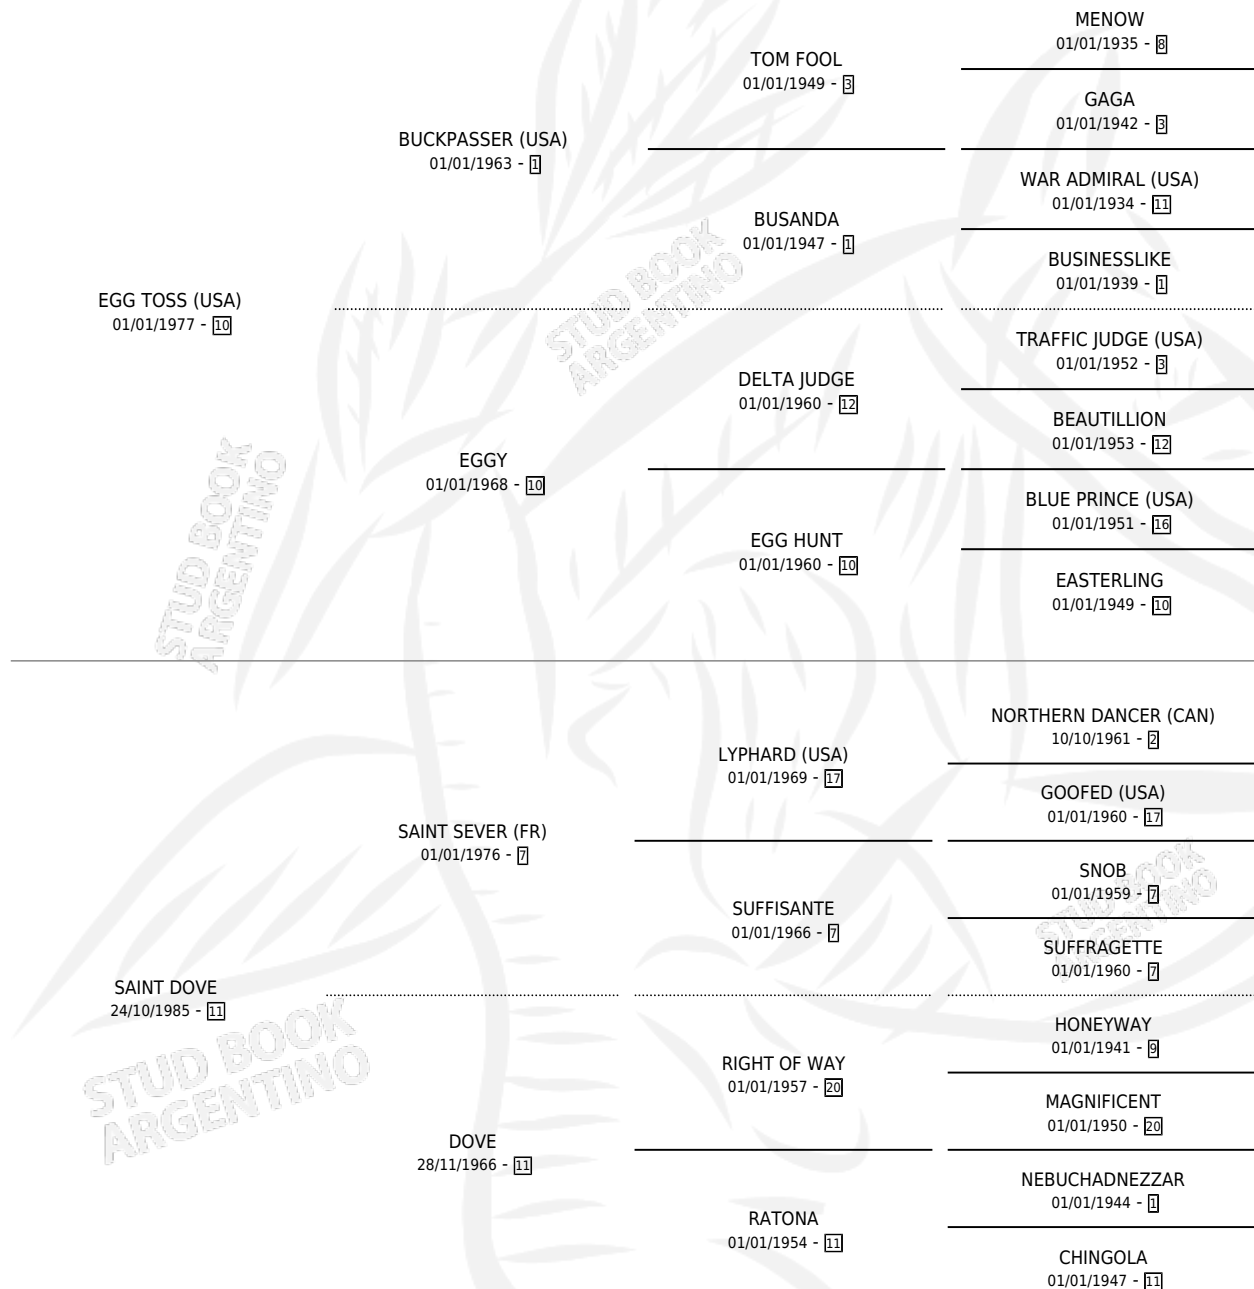 MENOW
01/01/1935 - 8
TOM FOOL
01/01/1949 - 3
GAGA
01/01/1942 - 3
BUCKPASSER (USA)
01/01/1963 - 1
WAR ADMIRAL (USA)
01/01/1934 - 11
BUSANDA
01/01/1947 - 1
BUSINESSLIKE
01/01/1939 - 1
EGG TOSS (USA)
01/01/1977 - 10
STUD BOOK
ARGENTINO
TRAFFIC JUDGE (USA)
01/01/1952 - 3
DELTA JUDGE
01/01/1960 - 12
BEAUTILLION
01/01/1953 - 12
EGGY
01/01/1968 - 10
BLUE PRINCE (USA)
01/01/1951 - 16
EGG HUNT
01/01/1960 - 10
EASTERLING
01/01/1949 - 10
STUD BOOK
ARGENTINO
NORTHERN DANCER (CAN)
10/10/1961 - 2
LYPHARD (USA)
01/01/1969 - 17
GOOFED (USA)
01/01/1960 - 17
SAINT SEVER (FR)
01/01/1976 - 7
SNOB
01/01/1959 - 7
SUFFISANTE
01/01/1966 - 7
STUD BOOK
ARGENTINO
SUFFRAGETTE
01/01/1960 - 7
SAINT DOVE
24/10/1985 - 11
HONEYWAY
01/01/1941 - 9
RIGHT OF WAY
01/01/1957 - 20
MAGNIFICENT
01/01/1950 - 20
STUD BOOK
ARGENTINO
DOVE
28/11/1966 - 11
NEBUCHADNEZZAR
01/01/1944 - 1
RATONA
01/01/1954 - 11
CHINGOLA
01/01/1947 - 11